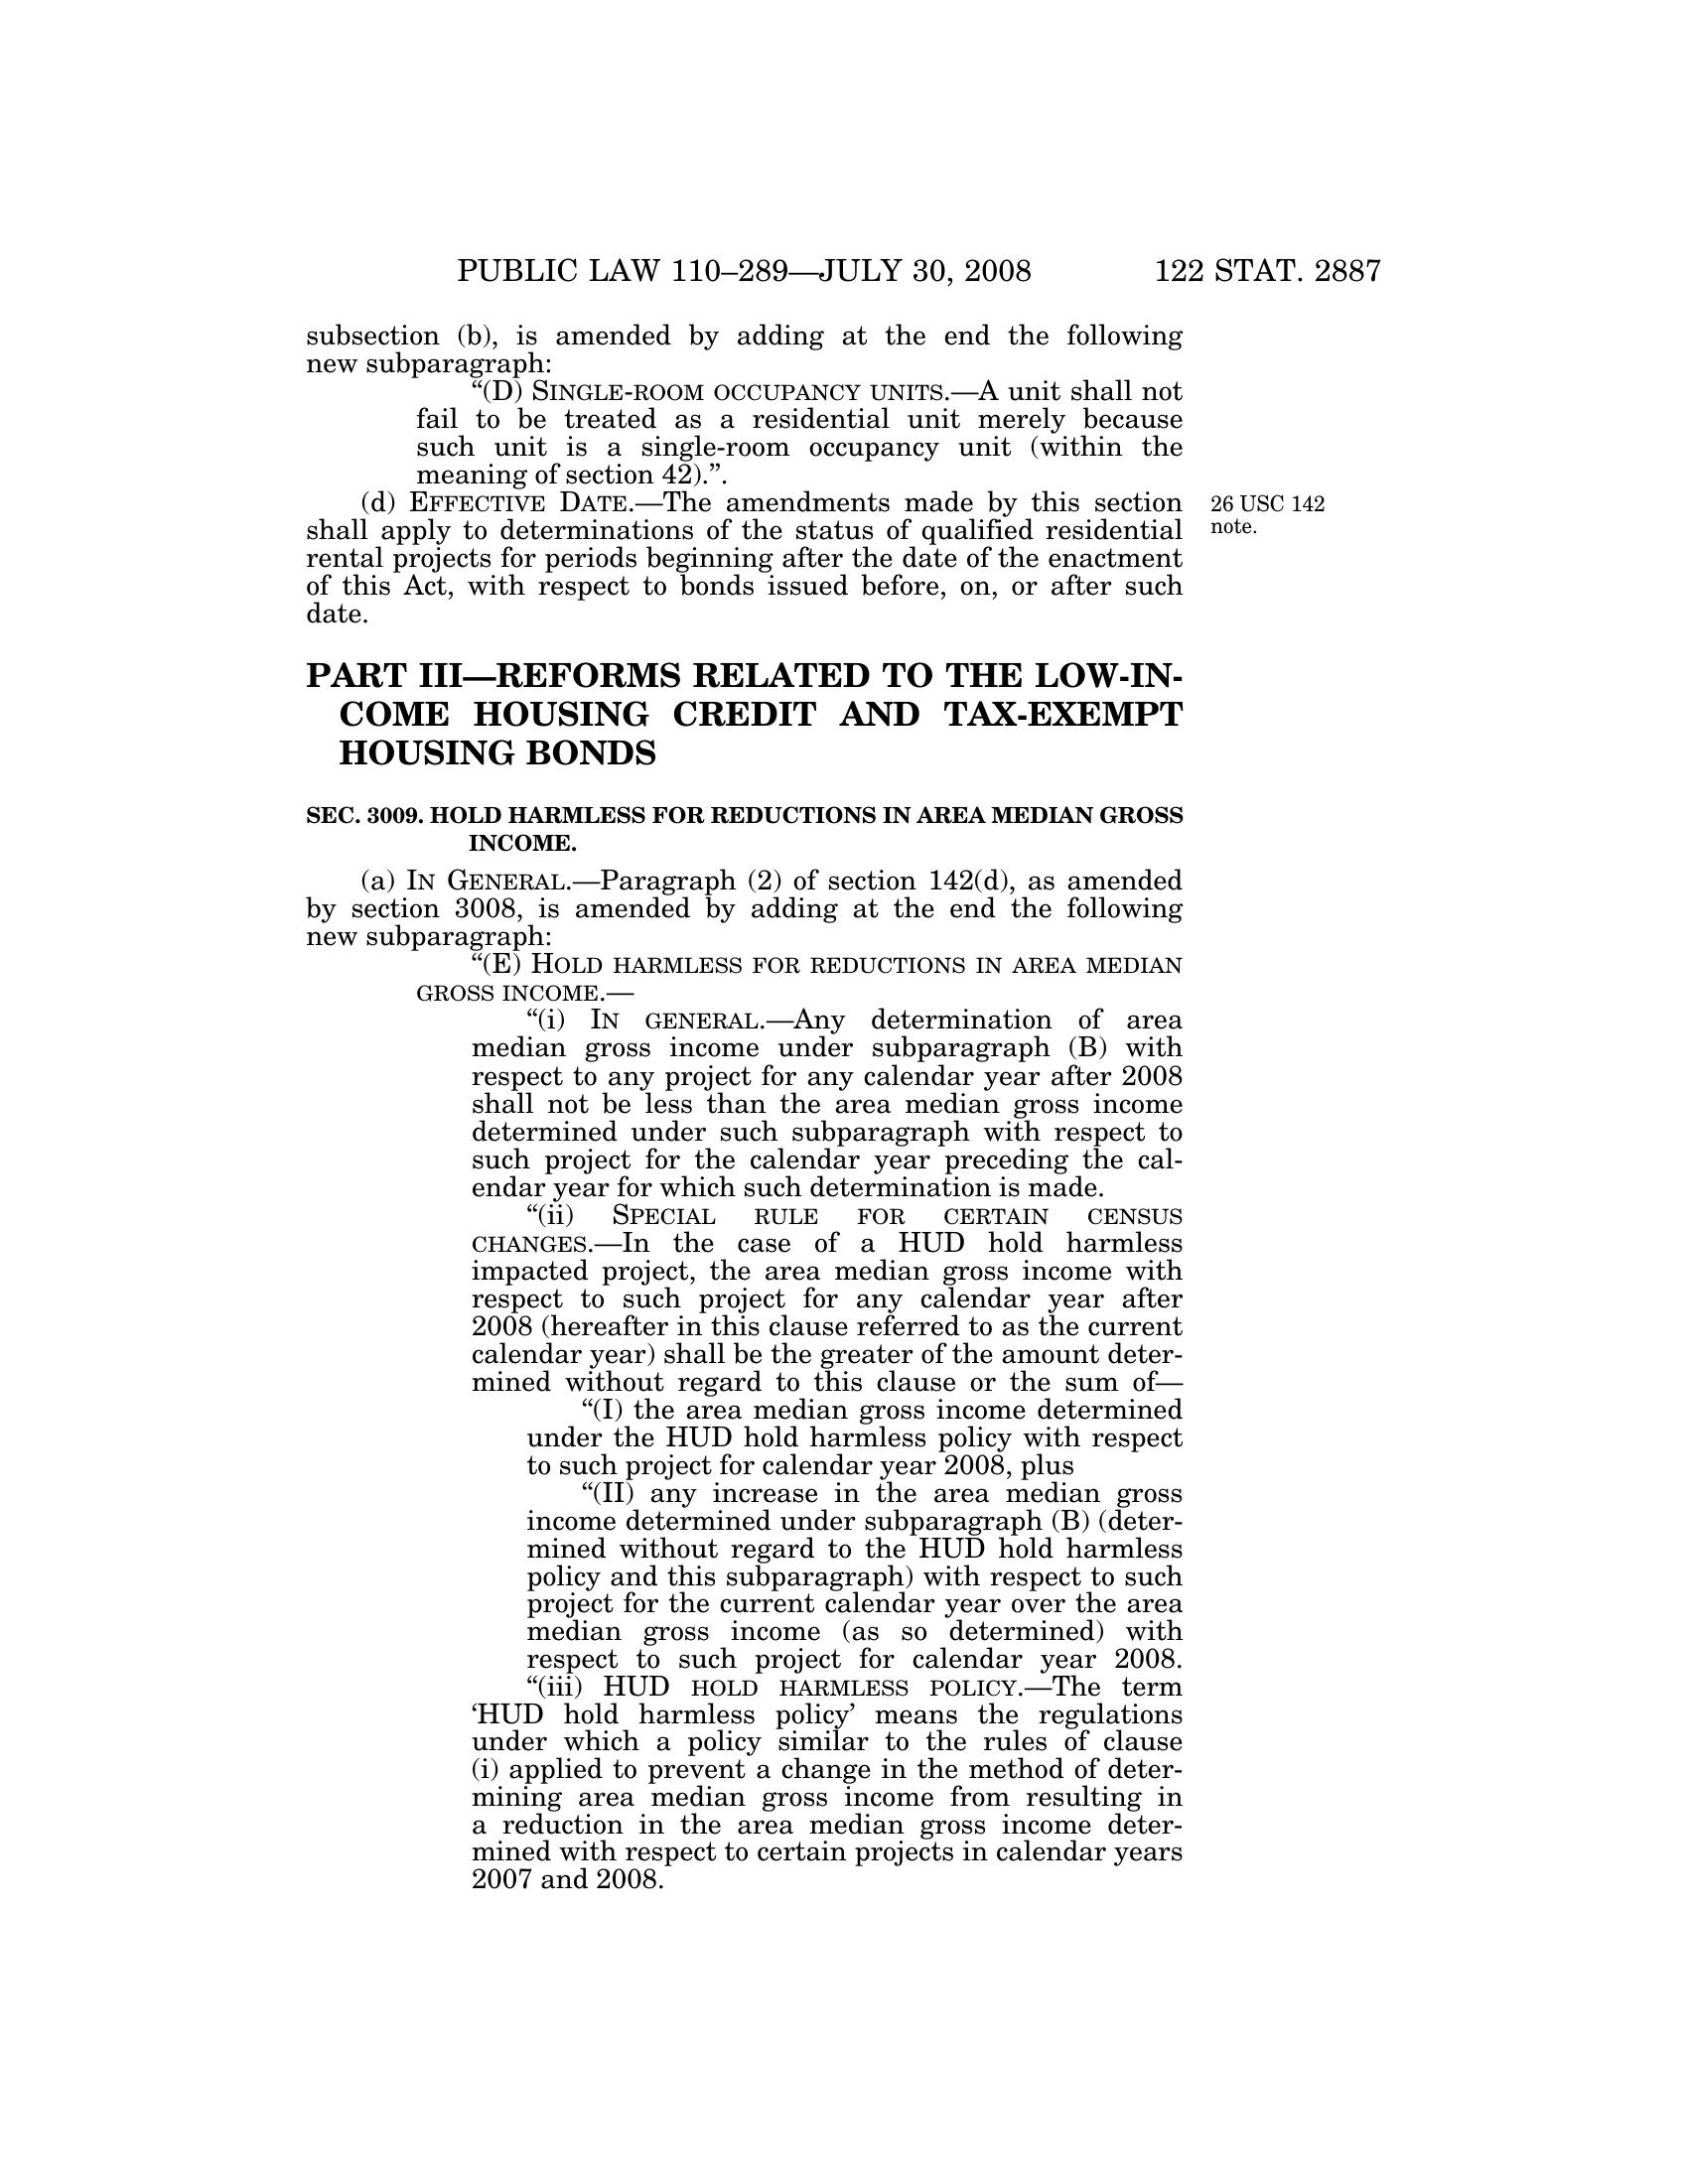 PUBLIC LAW 110–289—JULY 30, 2008 122 STAT. 2887
subsection (b), is amended by adding at the end the following
new subparagraph:
“(D) SINGLE-ROOM OCCUPANCY UNITS.—A unit shall not
fail to be treated as a residential unit merely because
such unit is a single-room occupancy unit (within the
meaning of section 42).”.
(d) EFFECTIVE DATE.—The amendments made by this section
shall apply to determinations of the status of qualified residential
rental projects for periods beginning after the date of the enactment
of this Act, with respect to bonds issued before, on, or after such
date.
26 USC 142
note.
PART III—REFORMS RELATED TO THE LOW-IN-
COME HOUSING CREDIT AND TAX-EXEMPT
HOUSING BONDS
SEC. 3009. HOLD HARMLESS FOR REDUCTIONS IN AREA MEDIAN GROSS
INCOME.
(a) IN GENERAL.—Paragraph (2) of section 142(d), as amended
by section 3008, is amended by adding at the end the following
new subparagraph:
“(E) HOLD HARMLESS FOR REDUCTIONS IN AREA MEDIAN
GROSS INCOME.—
“(i) IN GENERAL.—Any determination of area
median gross income under subparagraph (B) with
respect to any project for any calendar year after 2008
shall not be less than the area median gross income
determined under such subparagraph with respect to
such project for the calendar year preceding the cal-
endar year for which such determination is made.
“(ii) SPECIAL RULE FOR CERTAIN CENSUS
CHANGES.—In the case of a HUD hold harmless
impacted project, the area median gross income with
respect to such project for any calendar year after
2008 (hereafter in this clause referred to as the current
calendar year) shall be the greater of the amount deter-
mined without regard to this clause or the sum of—
“(I) the area median gross income determined
under the HUD hold harmless policy with respect
to such project for calendar year 2008, plus
“(II) any increase in the area median gross
income determined under subparagraph (B) (deter-
mined without regard to the HUD hold harmless
policy and this subparagraph) with respect to such
project for the current calendar year over the area
median gross income (as so determined) with
respect to such project for calendar year 2008.
“(iii) HUD HOLD HARMLESS POLICY.—The term
‘HUD hold harmless policy’ means the regulations
under which a policy similar to the rules of clause
(i) applied to prevent a change in the method of deter-
mining area median gross income from resulting in
a reduction in the area median gross income deter-
mined with respect to certain projects in calendar years
2007 and 2008.